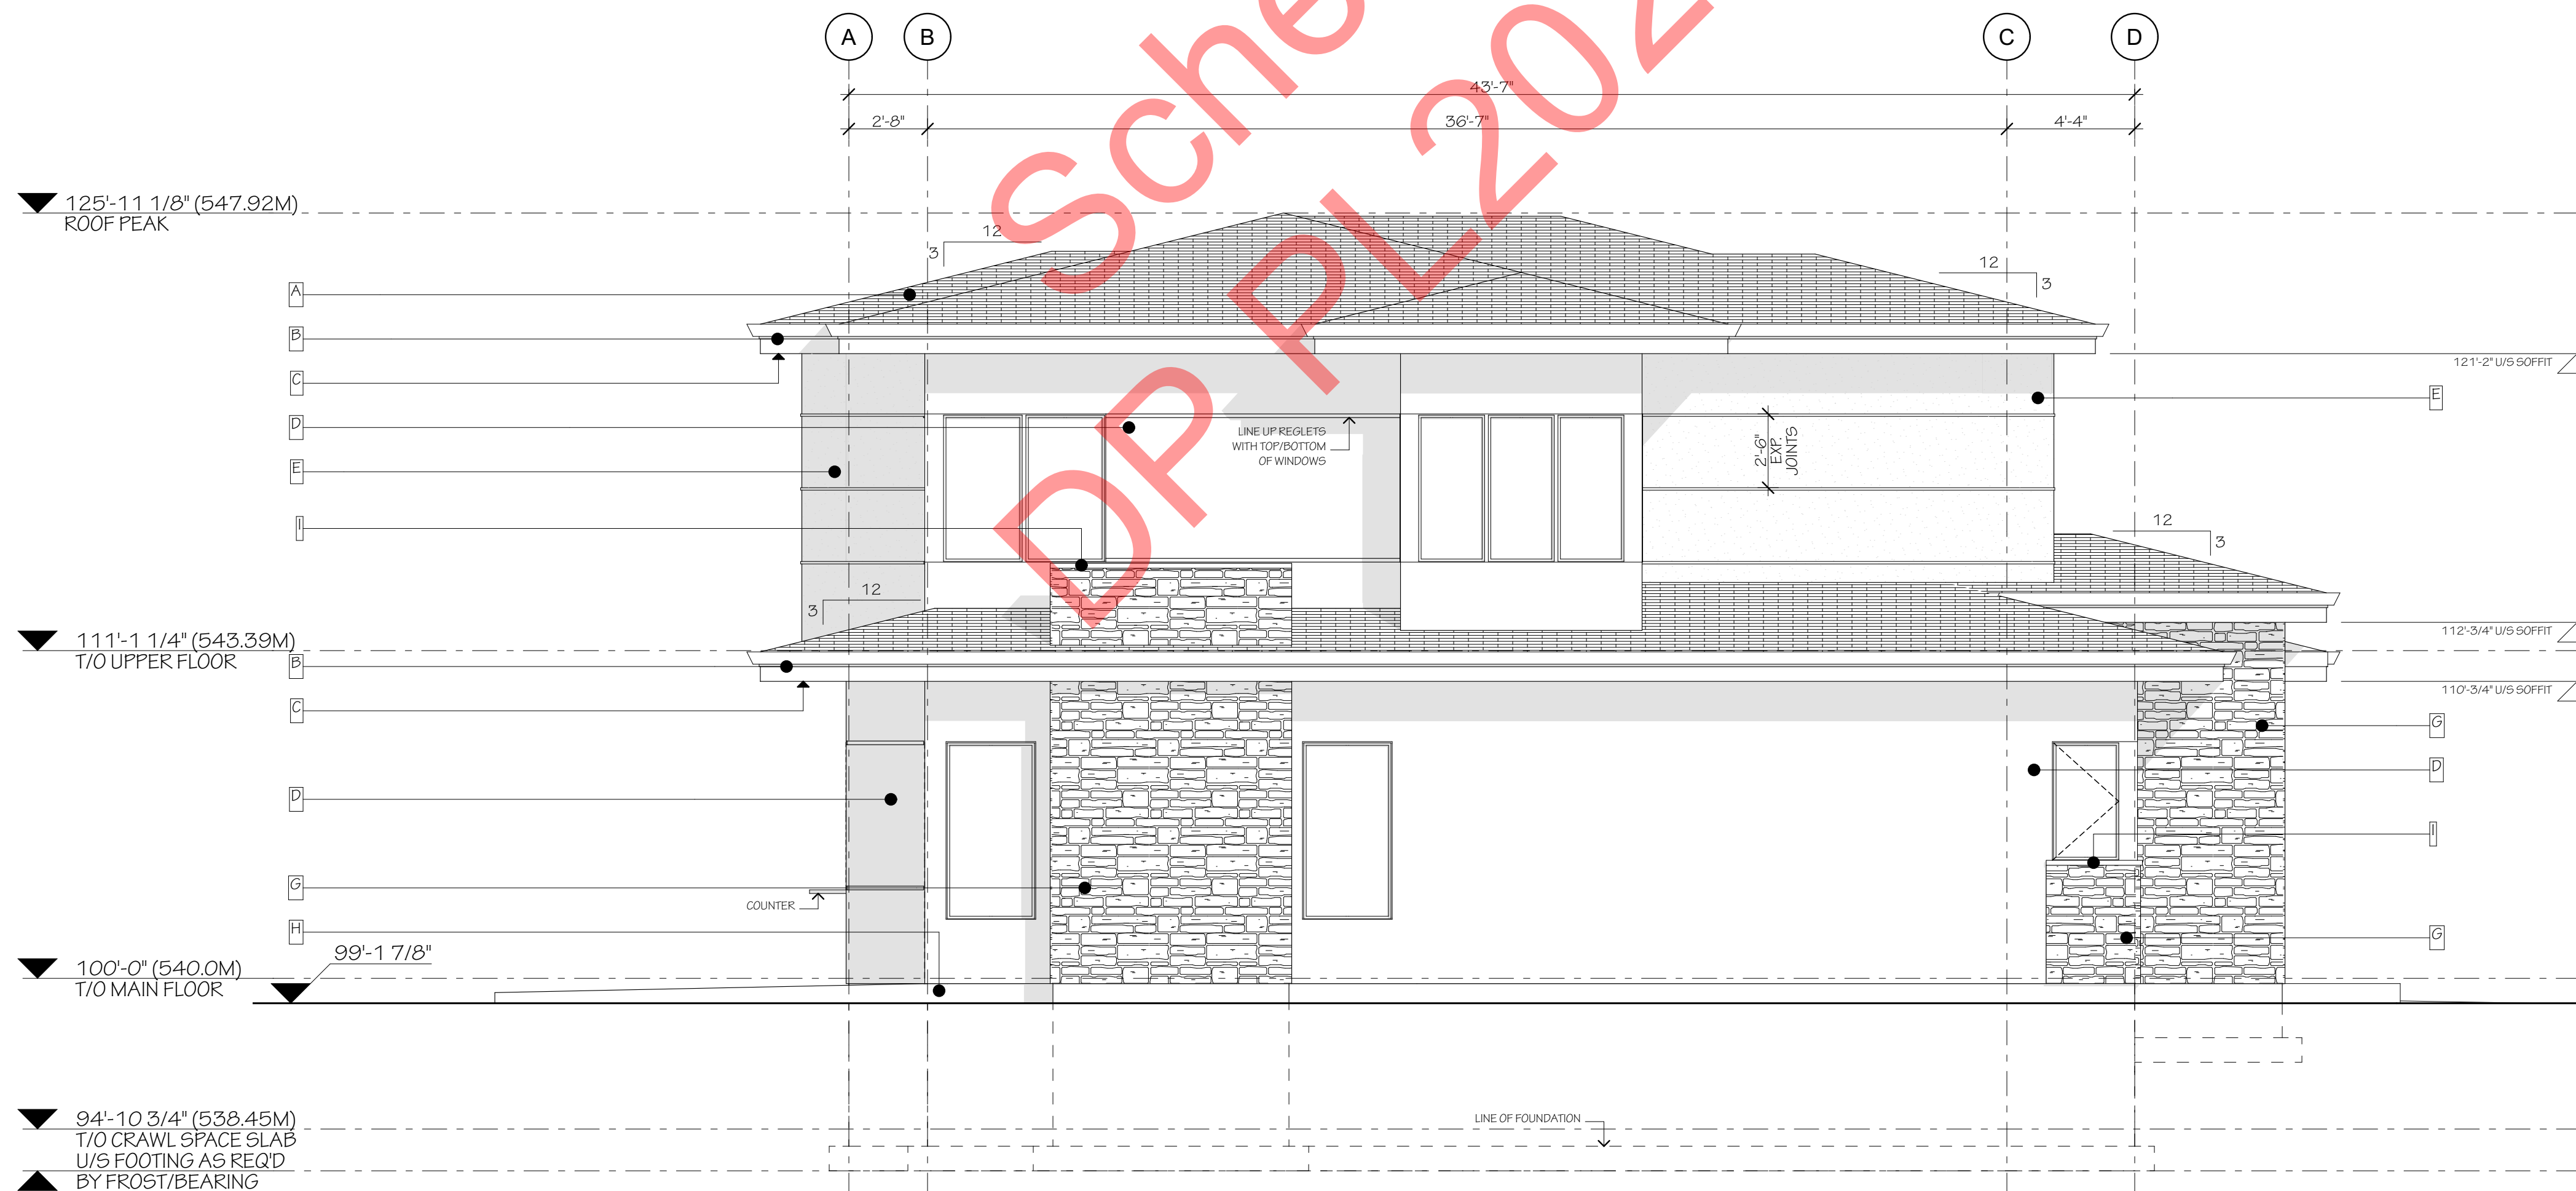 A
B
C
D
43'-7"
2'-8"
36'-7"
4'-4"
125'-11 1/8" (547.92M)
ROOF PEAK
12
3
12
3
A
B
C
D
E
I
121'-2" U/S SOFFIT
E
LINE UP REGLETS
WITH TOP/BOTTOM
OF WINDOWS
2'-6"
EXP.
JOINTS
12
3
12
3
111'-1 1/4" (543.39M)
T/O UPPER FLOOR
112'-3/4" U/S SOFFIT
110'-3/4" U/S SOFFIT
B
C
D
G
H
G
D
I
G
COUNTER
99'-1 7/8"
100'-0" (540.0M)
T/O MAIN FLOOR
94'-10 3/4" (538.45M)
T/O CRAWL SPACE SLAB
U/S FOOTING AS REQ'D
BY FROST/BEARING
LINE OF FOUNDATION
Sche
DP PL202